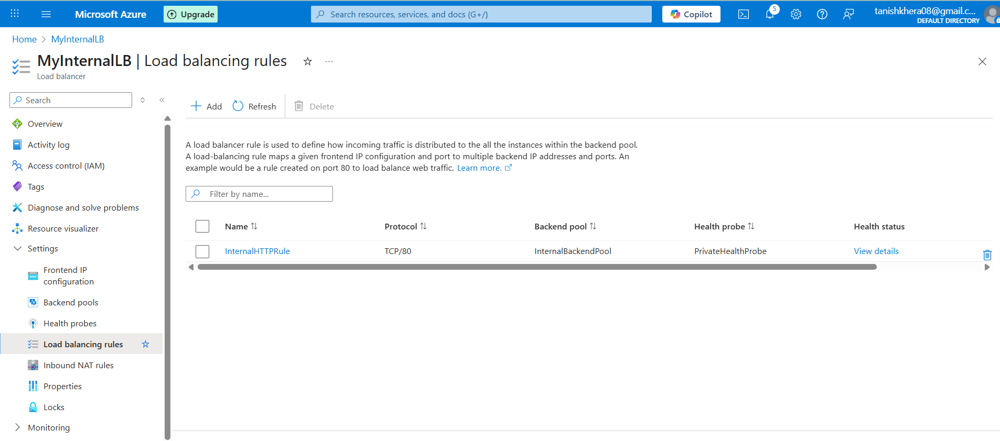 Microsoft Azure
Upgrade
Search resources, services, and docs (G+/)
Copilot
5
tanishkhera08@gmail.c...
DEFAULT DIRECTORY
Home > MyInternalLB
MyInternalLB | Load balancing rules
Load balancer
Search
Overview
Activity log
Access control (IAM)
Tags
Diagnose and solve problems
Resource visualizer
Settings
Frontend IP
configuration
Backend pools
Health probes
Load balancing rules
Inbound NAT rules
Properties
Locks
Monitoring
Add Refresh Delete
A load balancer rule is used to define how incoming traffic is distributed to the all the instances within the backend pool.
A load-balancing rule maps a given frontend IP configuration and port to multiple backend IP addresses and ports. An
example would be a rule created on port 80 to load balance web traffic. Learn more.
Filter by name...
Name Protocol Backend pool Health probe Health status
InternalHTTPRule TCP/80 InternalBackendPool PrivateHealthProbe View details